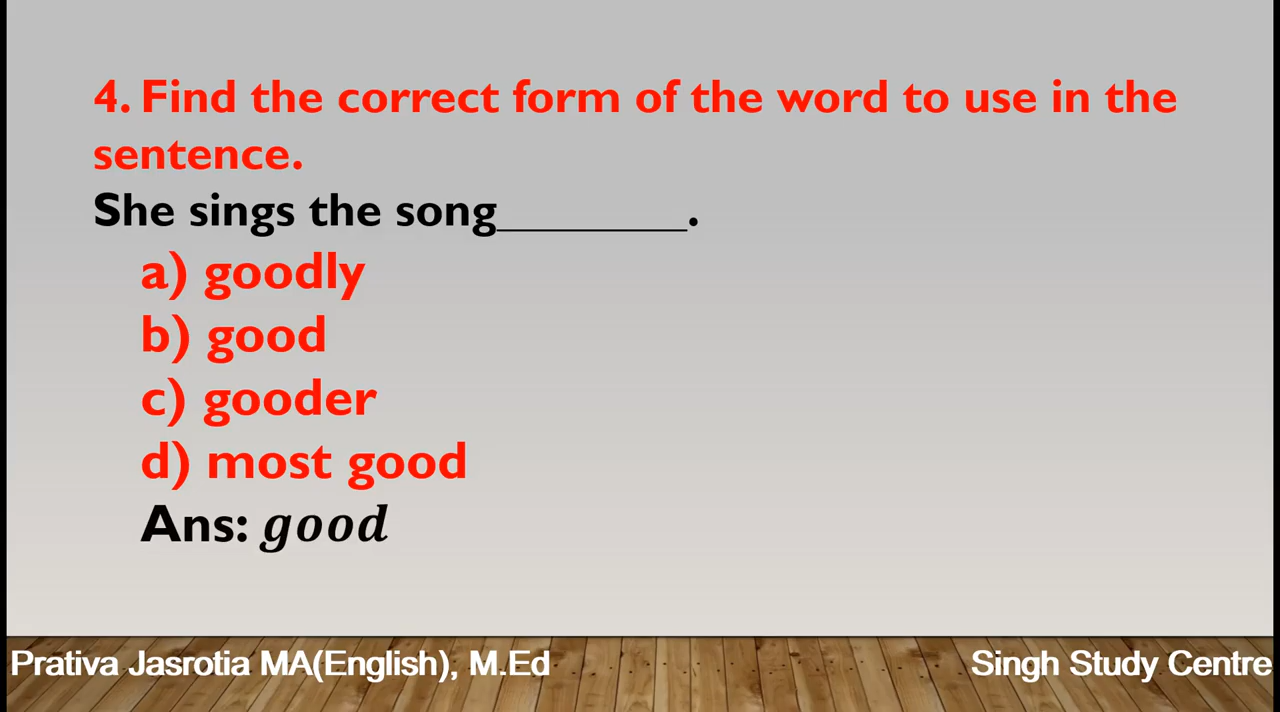 4. Find the correct form of the word to use in the
sentence.
She sings the song________.
a) goodly
b) good
c) gooder
d) most good
Ans: good
Prativa Jasrotia MA(English), M.Ed
Singh Study Centre